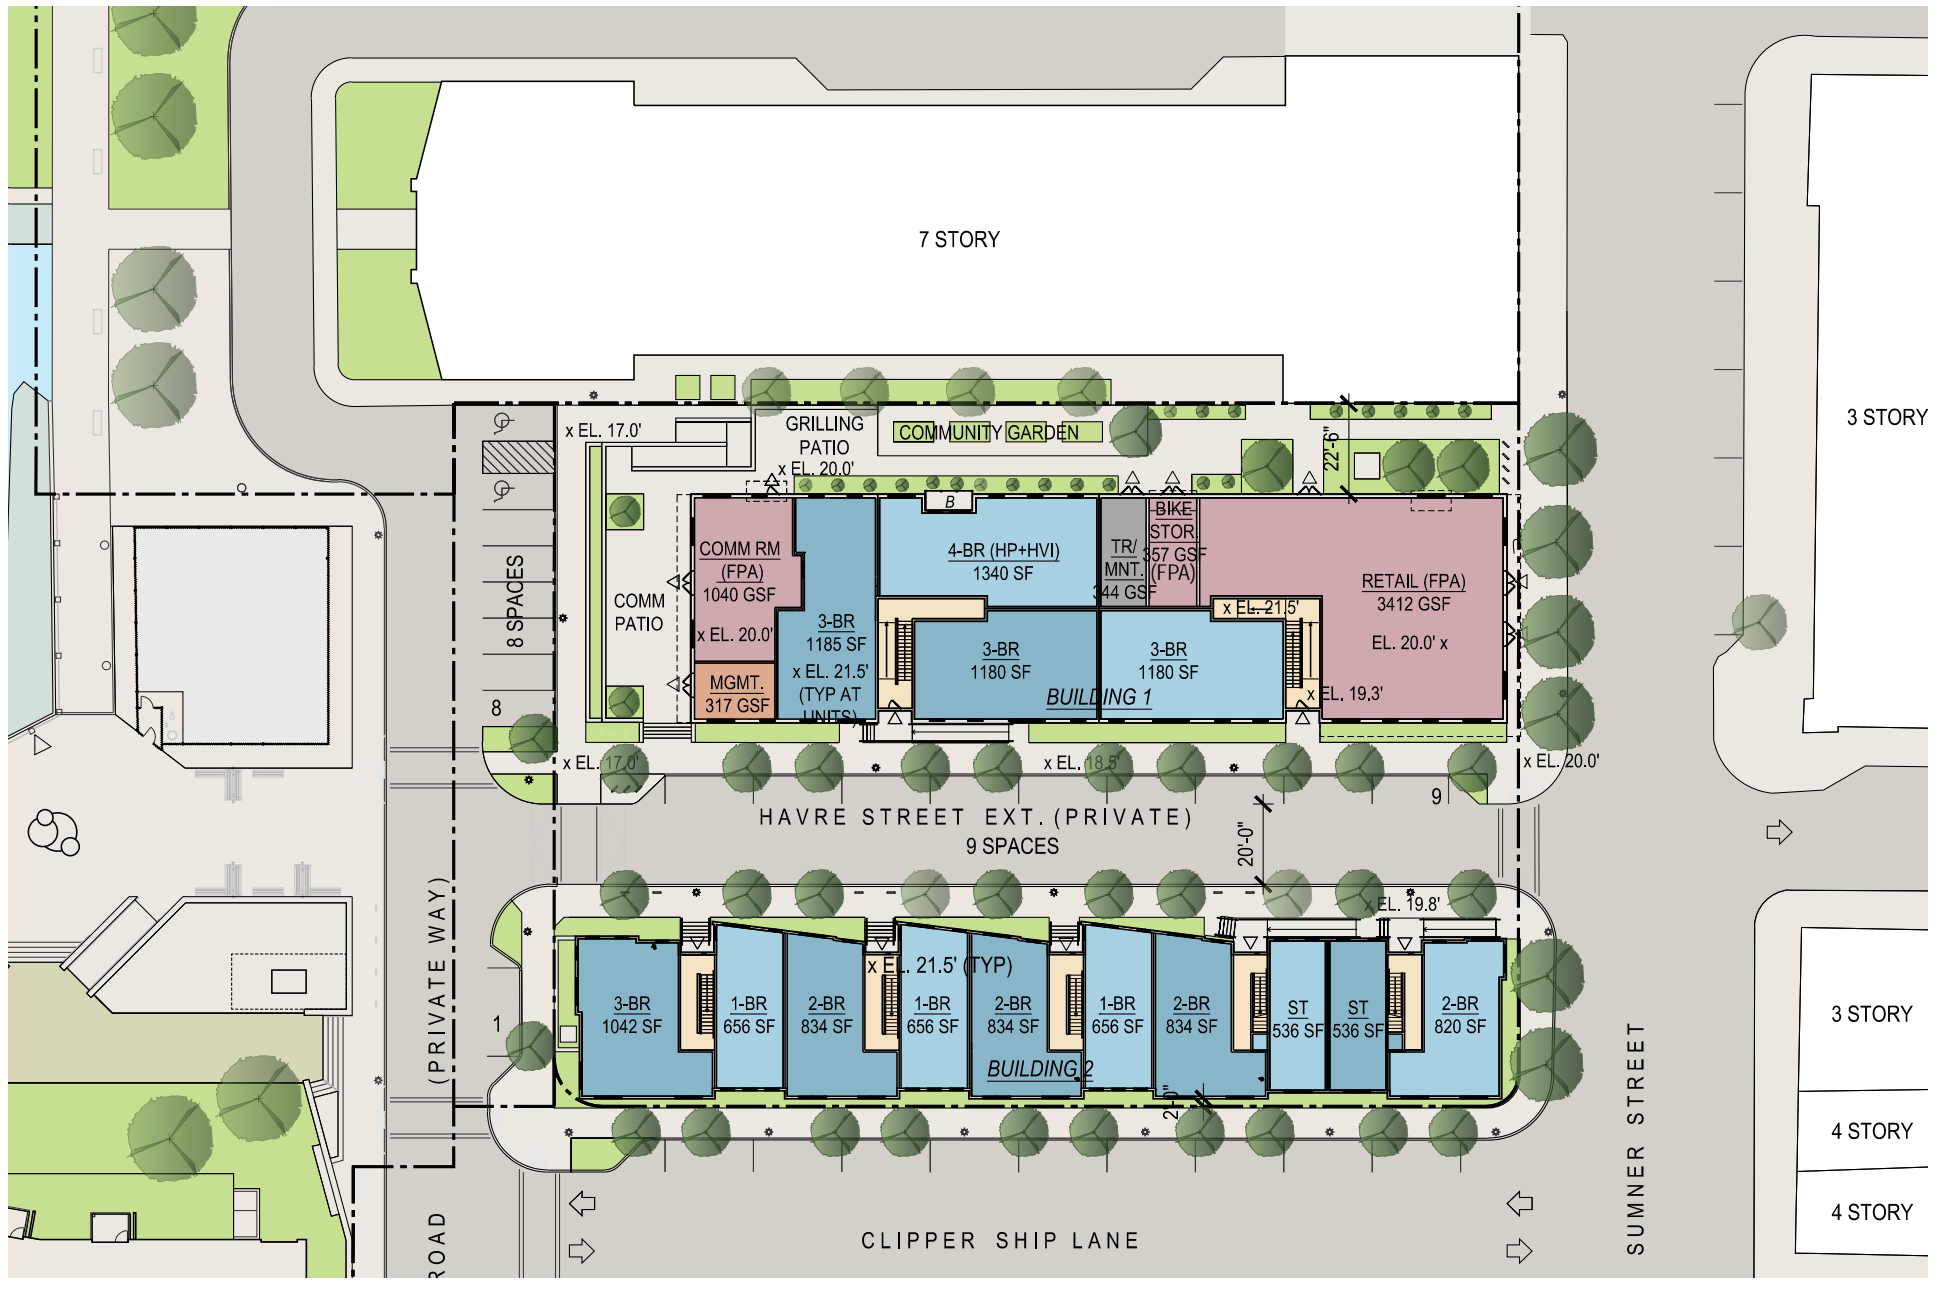 7 STORY
3 STORY
GRILLING
PATIO
COMMUNITY GARDEN
x EL. 17.0'
x EL. 20.0'
22'-6"
B
COMM RM
(FPA)
1040 GSF
x EL. 20.0'
MGMT.
317 GSF
3-BR
1185 SF
x EL. 21.5'
(TYP AT
UNITS)
4-BR (HP+HVI)
1340 SF
TR/
MNT.
344 GSF
BIKE
STOR.
357 GSF
(FPA)
RETAIL (FPA)
3412 GSF
EL. 20.0' x
x EL. 21.5'
x EL. 19.3'
3-BR
1180 SF
3-BR
1180 SF
BUILDING 1
8 SPACES
COMM
PATIO
8
x EL. 17.0'
x EL. 18.5'
x EL. 20.0'
9
HAVRE STREET EXT. (PRIVATE)
9 SPACES
20'-0"
x EL. 19.8'
x EL. 21.5' (TYP)
3-BR
1042 SF
1-BR
656 SF
2-BR
834 SF
1-BR
656 SF
2-BR
834 SF
1-BR
656 SF
2-BR
834 SF
ST
536 SF
ST
536 SF
2-BR
820 SF
BUILDING 2
2'-0"
1
(PRIVATE WAY)
ROAD
CLIPPER SHIP LANE
SUMNER STREET
3 STORY
4 STORY
4 STORY